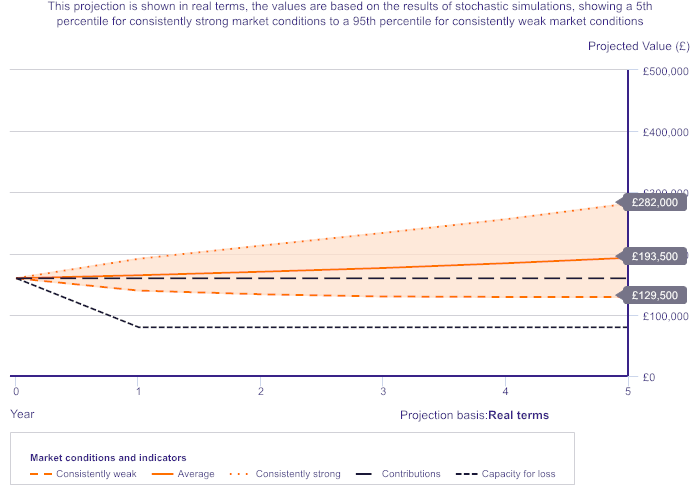 This projection is shown in real terms, the values are based on the results of stochastic simulations, showing a 5th
percentile for consistently strong market conditions to a 95th percentile for consistently weak market conditions
Projected Value (£)
£500,000
£400,000
£300,000
£282,000
£193,500
£129,500
£100,000
£0
0 1 2 3 4 5
Year
Projection basis:Real terms
Market conditions and indicators
Consistently weak Average Consistently strong Contributions Capacity for loss